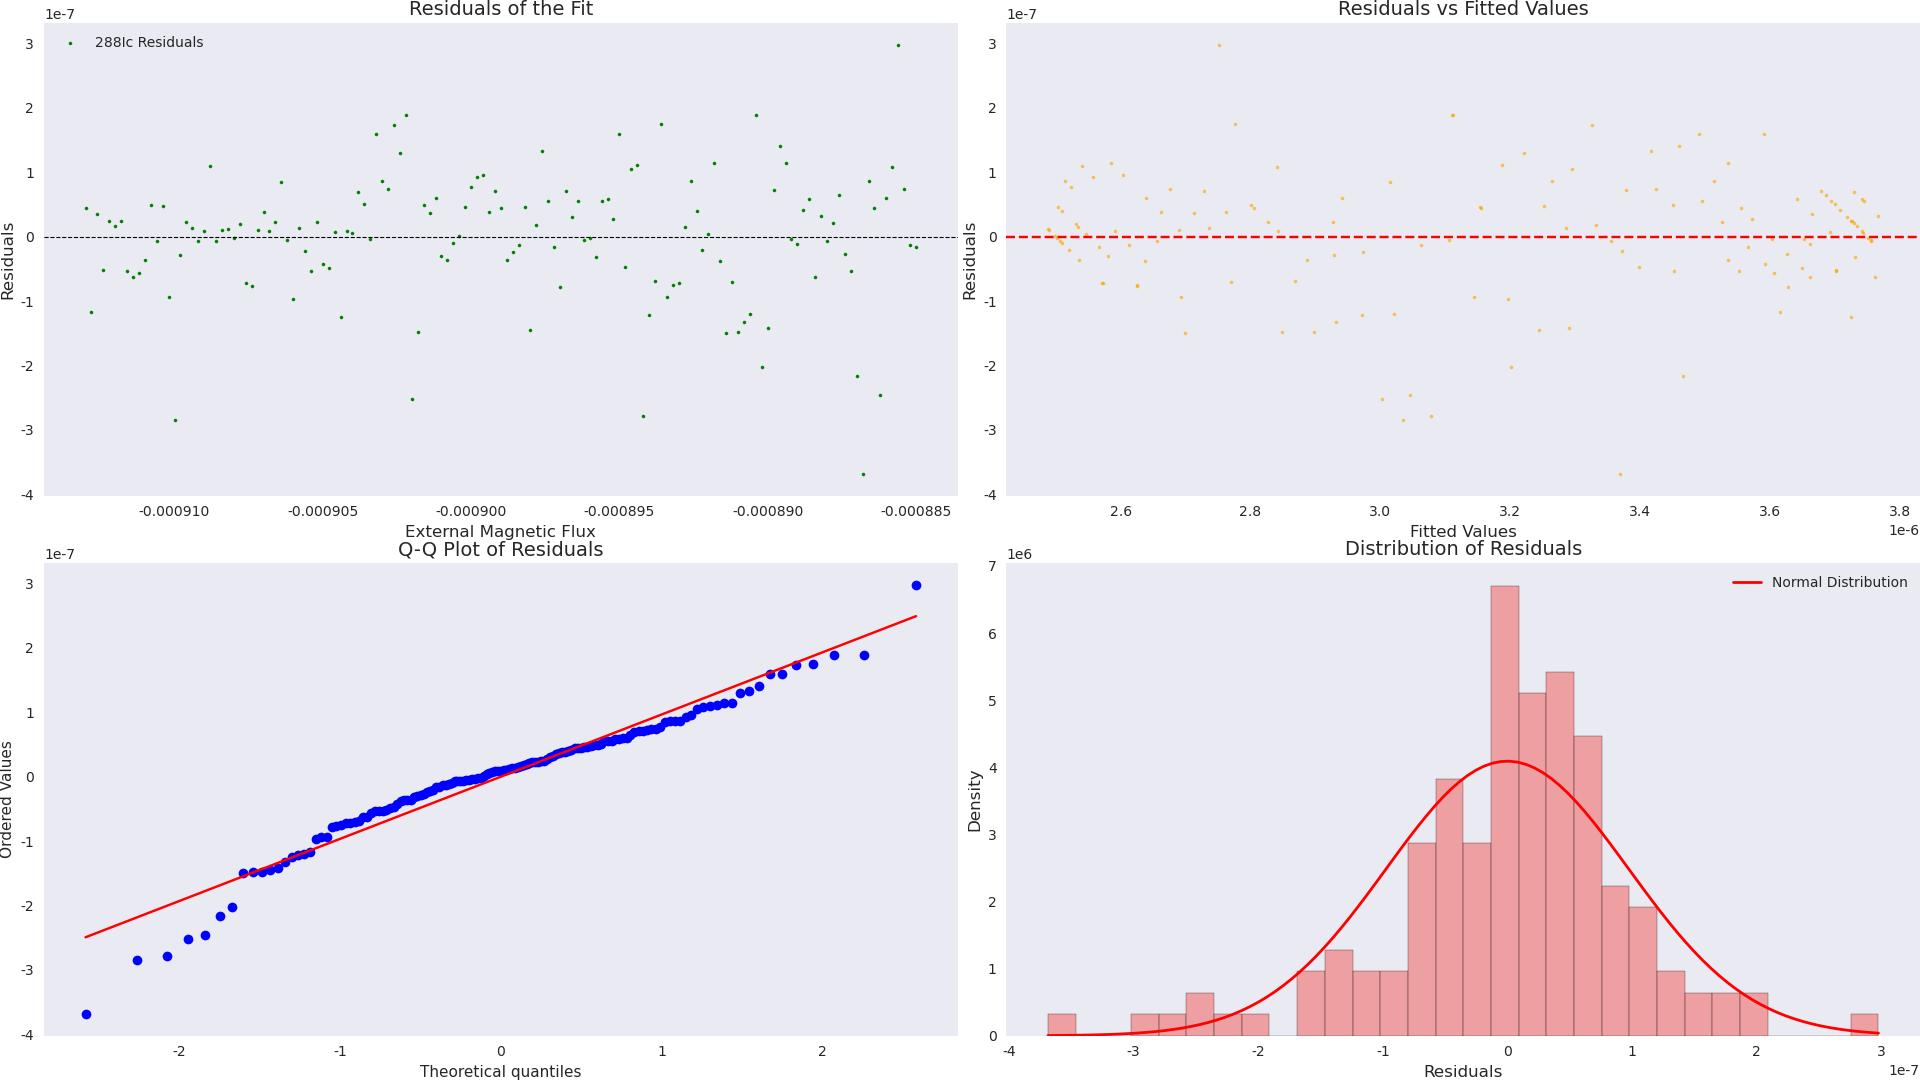 Residuals of the Fit
1e-7
288Ic Residuals
3
2
1
0
-1
-2
-3
-4
Residuals
-0.000910 -0.000905 -0.000900 -0.000895 -0.000890 -0.000885
External Magnetic Flux
Residuals vs Fitted Values
1e-7
3
2
1
0
-1
-2
-3
-4
Residuals
2.6 2.8 3.0 3.2 3.4 3.6 3.8
Fitted Values
1e-6
Q-Q Plot of Residuals
1e-7
3
2
1
0
-1
-2
-3
-4
Ordered Values
-2 -1 0 1 2
Theoretical quantiles
Distribution of Residuals
1e6
Normal Distribution
7
6
5
4
3
2
1
0
Density
-4 -3 -2 -1 0 1 2 3
Residuals
1e-7